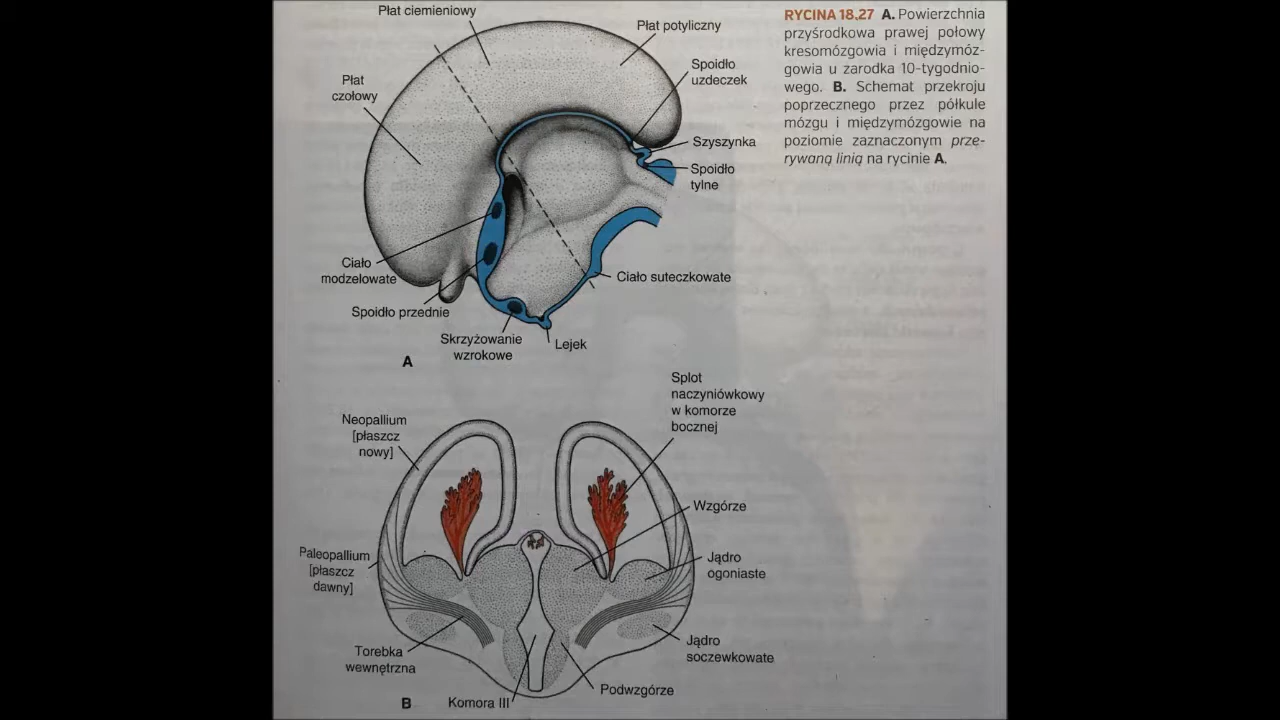 Płat ciemieniowy
Płat potyliczny
Spoidło
uzdeczek
Płat
czołowy
Szyszynka
Spoidło
tylne
Ciało
modzelowate
Ciało suteczkowate
Spoidło przednie
Skrzyżowanie
wzrokowe
Lejek
A
RYCINA 18.27 A. Powierzchnia
przyśrodkowa prawej połowy
kresomózgowia i międzymóz-
gowia u zarodka 10-tygodnio-
wego. B. Schemat przekroju
poprzecznego przez półkule
mózgu i międzymózgowie na
poziomie zaznaczonym prze-
rywaną linią na rycinie A.
Splot
naczyniówkowy
w komorze
bocznej
Neopallium
[płaszcz
nowy]
Wzgórze
Paleopallium
[płaszcz
dawny]
Jądro
ogoniaste
Torebka
wewnętrzna
Jądro
soczewkowate
Podwzgórze
Komora III
B